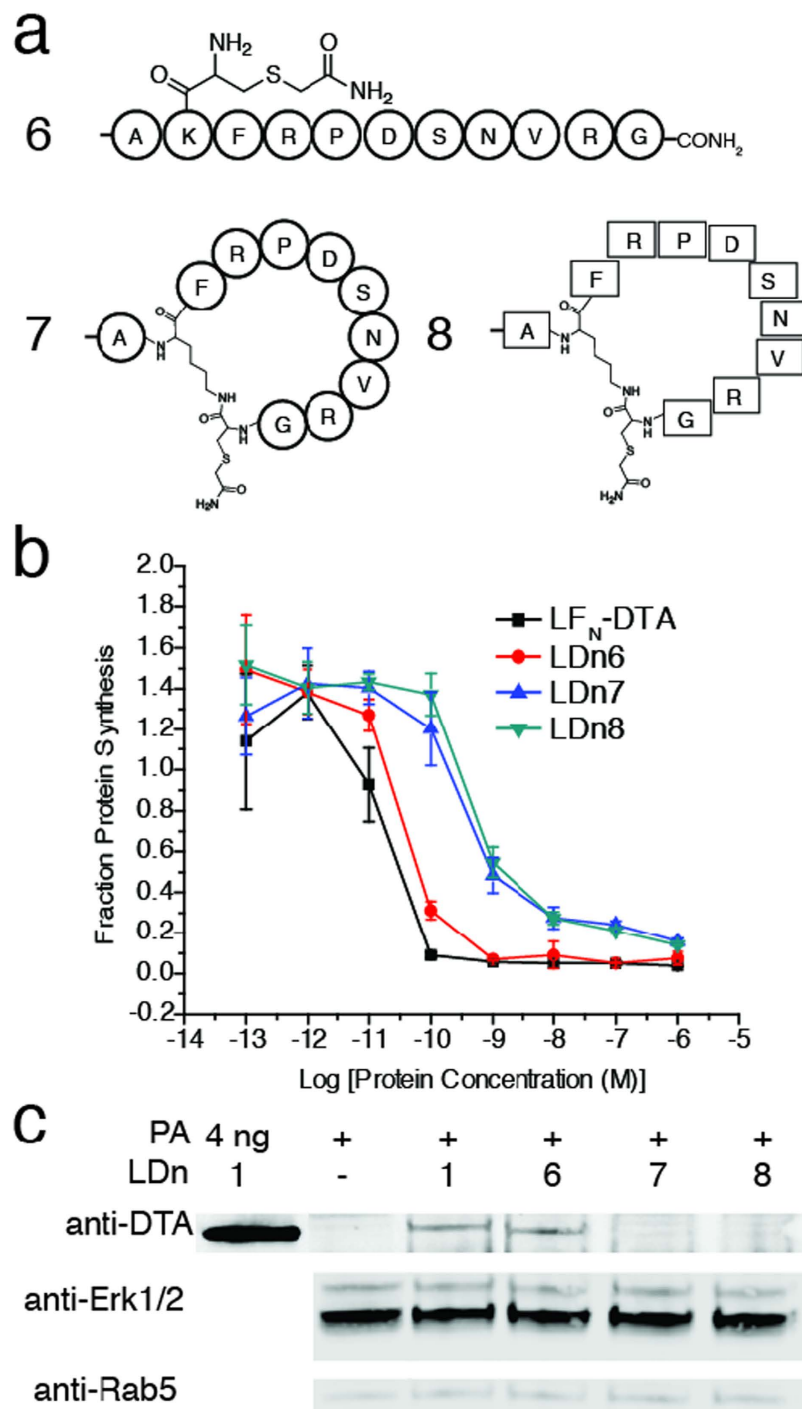 a
NH₂
O
O
S
NH₂
6
A K F R P D S N V R G CONH₂
7
A
F R P D S N V R G
O
N
H
NH
O
N
H
S
H₂N
O
8
A
F R P D S N V R G
O
N
H
NH
O
N
H
S
H₂N
O
b
Fraction Protein Synthesis
2.0
1.8
1.6
1.4
1.2
1.0
0.8
0.6
0.4
0.2
0.0
-0.2
LF_N-DTA
LDn6
LDn7
LDn8
-14 -13 -12 -11 -10 -9 -8 -7 -6 -5
Log [Protein Concentration (M)]
c
PA 4 ng + + + + +
LDn 1 - 1 6 7 8
anti-DTA
anti-Erk1/2
anti-Rab5